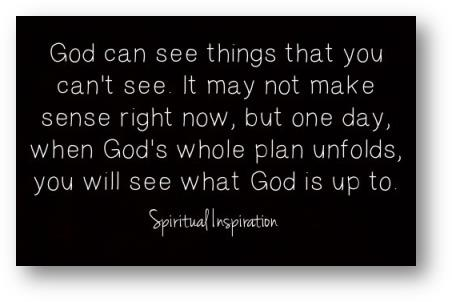 God can see things that you
can't see. It may not make
sense right now, but one day,
when God's whole plan unfolds,
you will see what God is up to.
Spiritual Inspiration